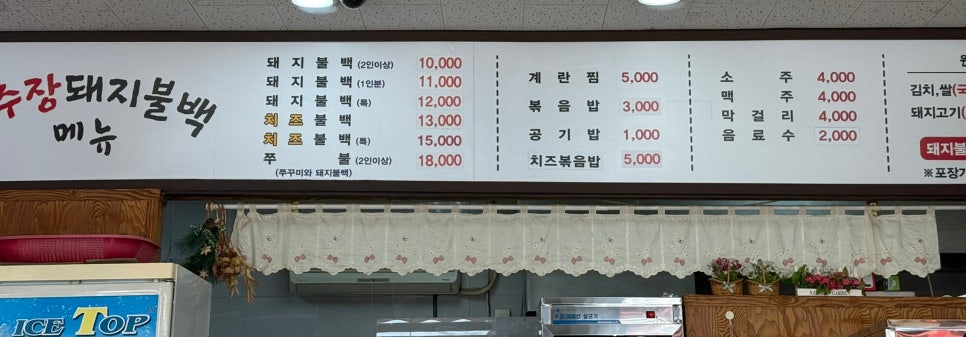 수장돼지불백
메뉴
돼지불백 (2인이상) 10,000
돼지불백 (1인분) 11,000
돼지불백 (특) 12,000
치즈불백 13,000
치즈불백 (특) 15,000
쭈불 (2인이상) 18,000
(쭈꾸미와 돼지불백)
계란찜 5,000
볶음밥 3,000
공기밥 1,000
치즈볶음밥 5,000
소주 4,000
맥주 4,000
막걸리 4,000
음료수 2,000
김치,쌀(국
돼지고기(
돼지불
※포장가
ICE TOP